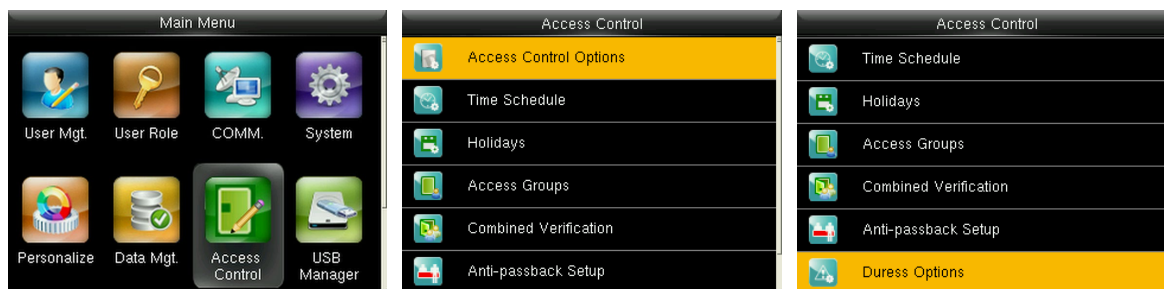 Main Menu
User Mgt.
User Role
COMM.
System
Personalize
Data Mgt.
Access
Control
USB
Manager
Access Control
Access Control Options
Time Schedule
Holidays
Access Groups
Combined Verification
Anti-passback Setup
Access Control
Time Schedule
Holidays
Access Groups
Combined Verification
Anti-passback Setup
Duress Options